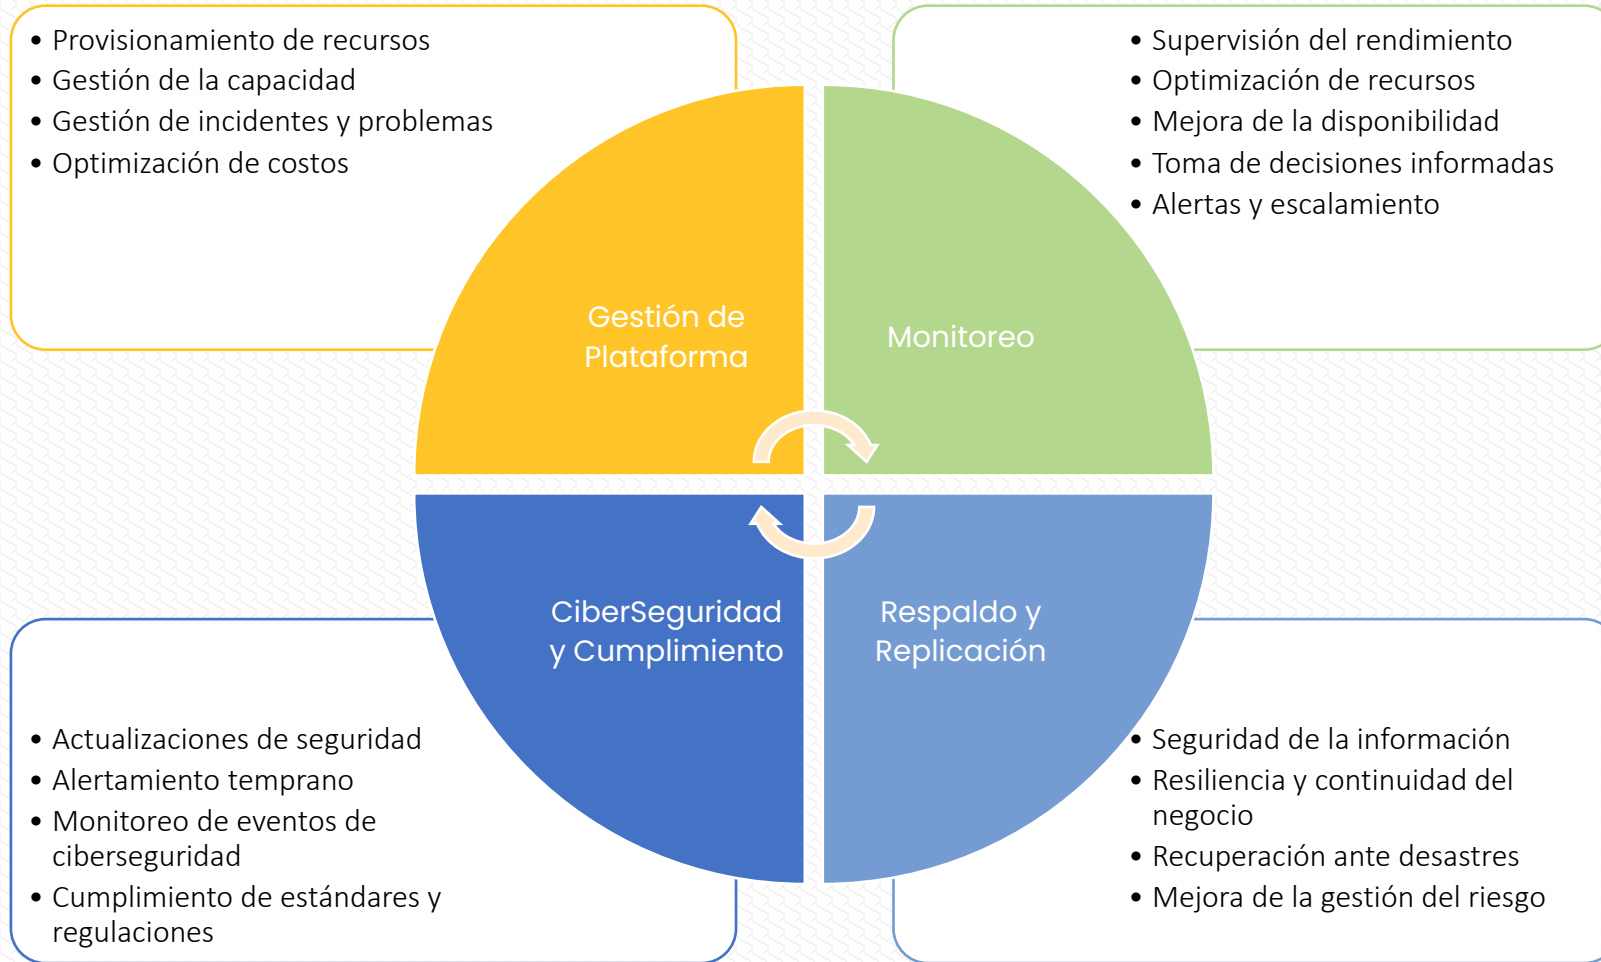 • Provisionamiento de recursos
• Gestión de la capacidad
• Gestión de incidentes y problemas
• Optimización de costos
• Supervisión del rendimiento
• Optimización de recursos
• Mejora de la disponibilidad
• Toma de decisiones informadas
• Alertas y escalamiento
Gestión de
Plataforma
Monitoreo
CiberSeguridad
y Cumplimiento
Respaldo y
Replicación
• Actualizaciones de seguridad
• Alertamiento temprano
• Monitoreo de eventos de
ciberseguridad
• Cumplimiento de estándares y
regulaciones
• Seguridad de la información
• Resiliencia y continuidad del
negocio
• Recuperación ante desastres
• Mejora de la gestión del riesgo